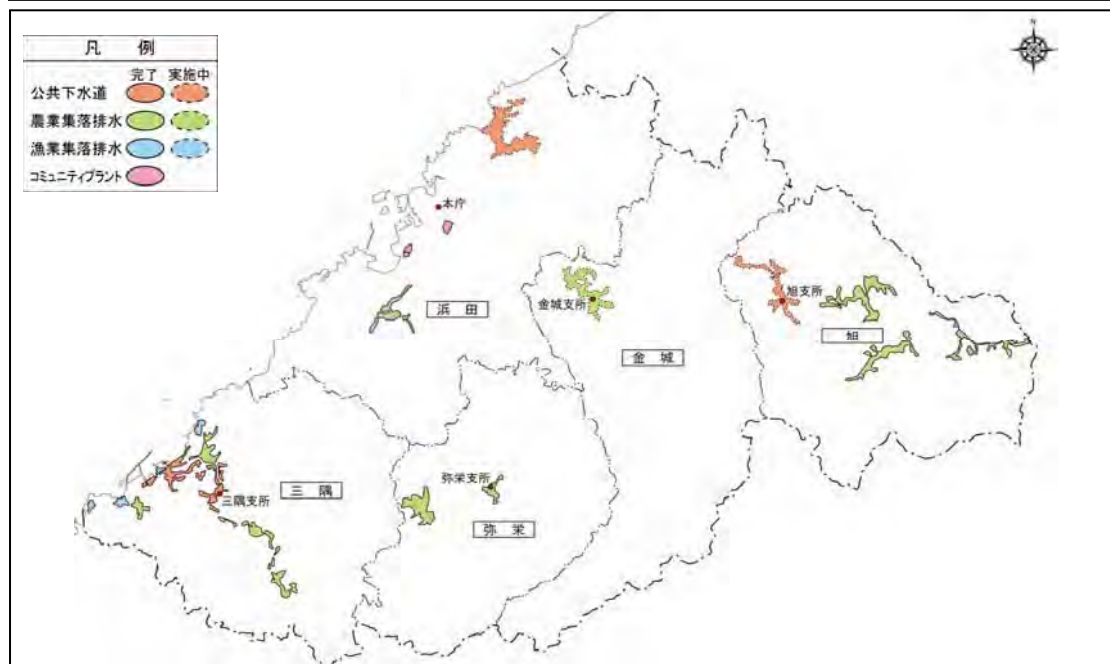 凡 例
完了 実施中
公共下水道
農業集落排水
漁業集落排水
コミュニティプラント
N
本庁
浜 田
金城支所
旭支所
旭
金 城
弥栄支所
三隅支所
三 隅
弥 栄